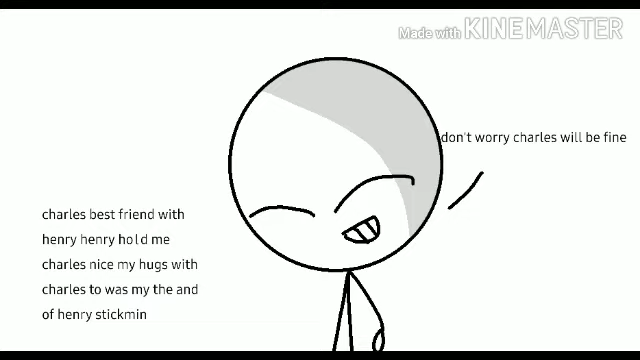 Made with KINEMASTER
don't worry charles will be fine
charles best friend with
henry henry hold me
charles nice my hugs with
charles to was my the and
of henry stickmin